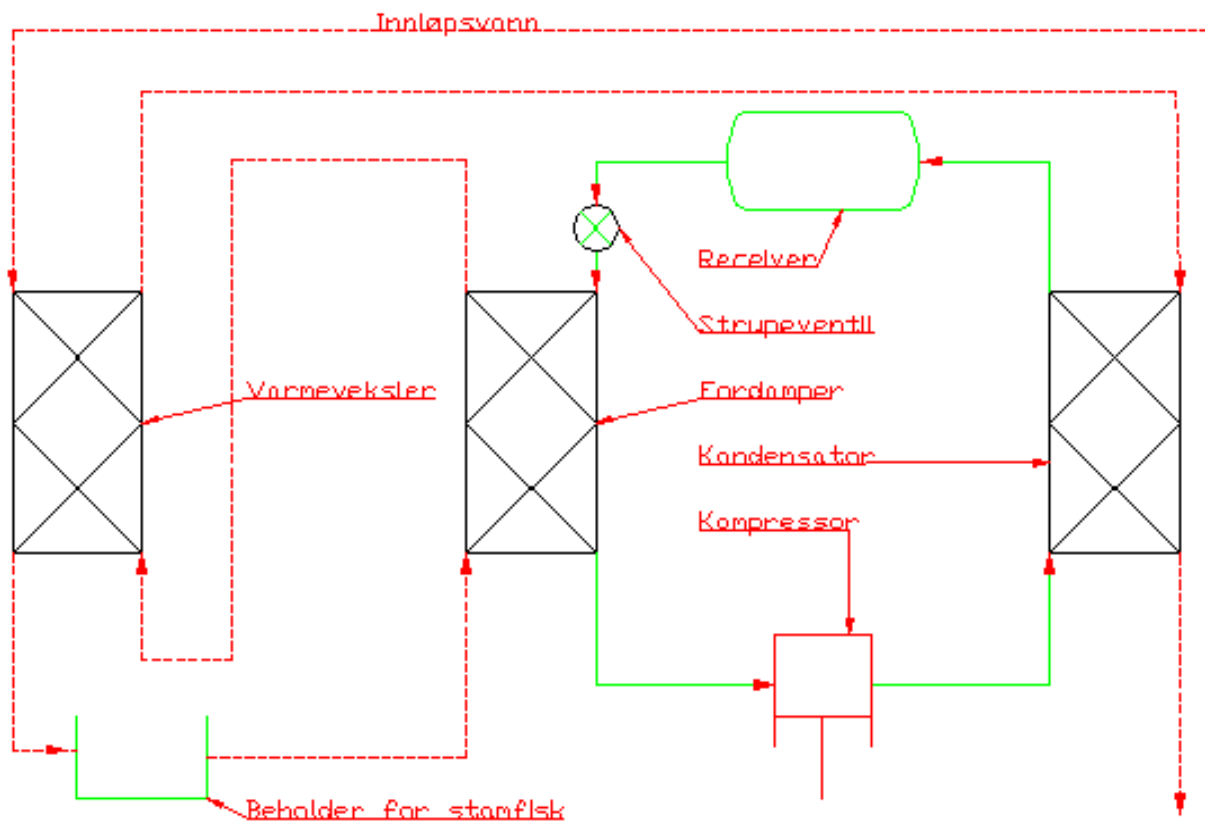 Innløpsvann
Receiver
Strupeventil
Varmeveksler
Fordamper
Kondensator
Kompressor
Beholder for stamfisk